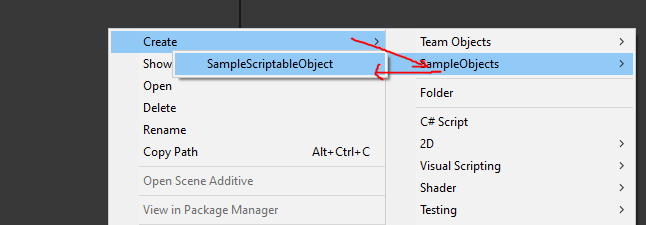 Create
Show
SampleScriptableObject
Open
Delete
Rename
Copy Path Alt+Ctrl+C
Open Scene Additive
View in Package Manager
Team Objects
SampleObjects
Folder
C# Script
2D
Visual Scripting
Shader
Testing